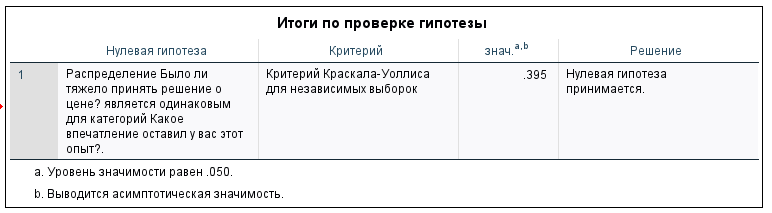 Итоги по проверке гипотезы
Нулевая гипотеза Критерий знач.a,b Решение
1 Распределение Было ли Критерий Краскала-Уоллиса .395 Нулевая гипотеза
тяжело принять решение о для независимых выборок принимается.
цене? является одинаковым
для категорий Какое
впечатление оставил у вас этот
опыт?.
a. Уровень значимости равен .050.
b. Выводится асимптотическая значимость.